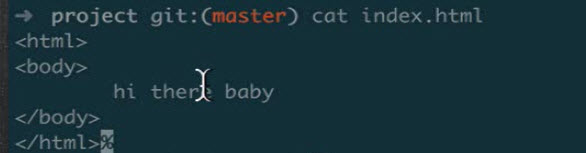 ➜ project git:(master) cat index.html
<html>
<body>
        hi there baby
</body>
</html>%